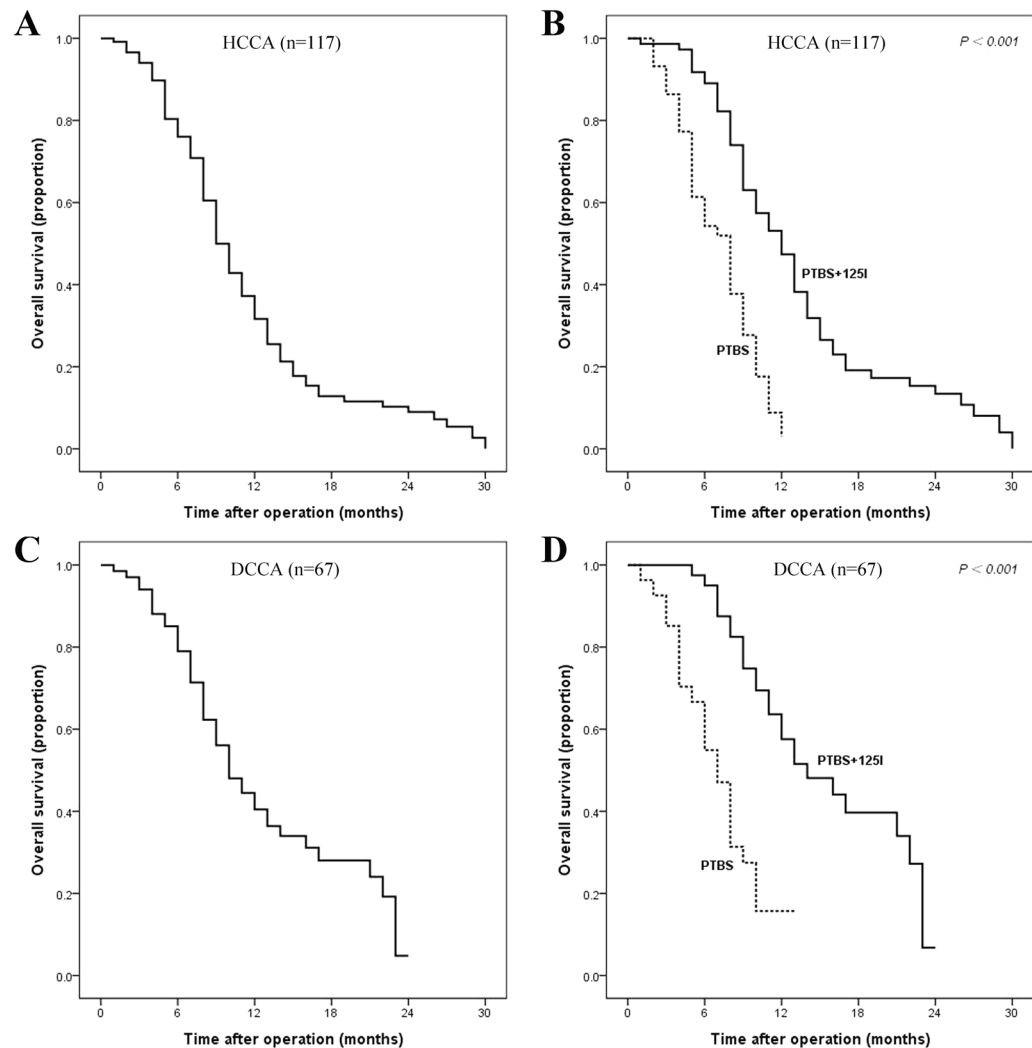 A
HCCA (n=117)
Overall survival (proportion)
1.0
0.8
0.6
0.4
0.2
0.0
0 6 12 18 24 30
Time after operation (months)
B
HCCA (n=117)
P < 0.001
Overall survival (proportion)
1.0
0.8
0.6
0.4
0.2
0.0
PTBS+125I
PTBS
0 6 12 18 24 30
Time after operation (months)
C
DCCA (n=67)
Overall survival (proportion)
1.0
0.8
0.6
0.4
0.2
0.0
0 6 12 18 24 30
Time after operation (months)
D
DCCA (n=67)
P < 0.001
Overall survival (proportion)
1.0
0.8
0.6
0.4
0.2
0.0
PTBS+125I
PTBS
0 6 12 18 24 30
Time after operation (months)